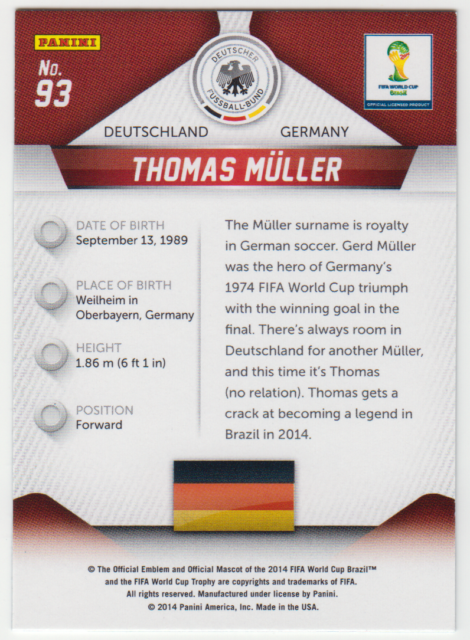 PANINI
No.
93
DEUTSCHER
FUSSBALL-BUND
FIFA WORLD CUP
Brasil
OFFICIAL LICENSED PRODUCT
DEUTSCHLAND GERMANY
THOMAS MÜLLER
DATE OF BIRTH
September 13, 1989
PLACE OF BIRTH
Weilheim in
Oberbayern, Germany
HEIGHT
1.86 m (6 ft 1 in)
POSITION
Forward
The Müller surname is royalty
in German soccer. Gerd Müller
was the hero of Germany's
1974 FIFA World Cup triumph
with the winning goal in the
final. There's always room in
Deutschland for another Müller,
and this time it's Thomas
(no relation). Thomas gets a
crack at becoming a legend in
Brazil in 2014.
© The Official Emblem and Official Mascot of the 2014 FIFA World Cup Brazil™
and the FIFA World Cup Trophy are copyrights and trademarks of FIFA.
All rights reserved. Manufactured under license by Panini.
© 2014 Panini America, Inc. Made in the USA.